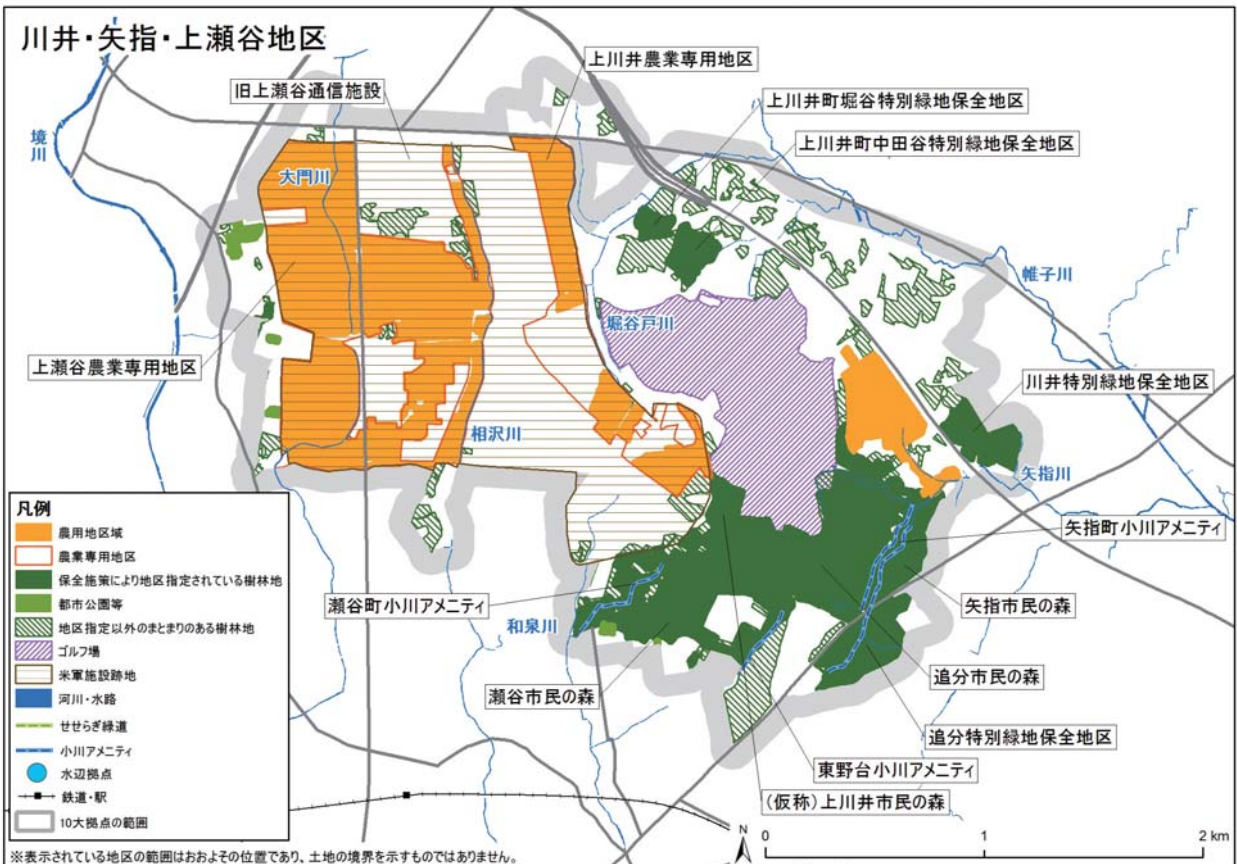 川井・矢指・上瀬谷地区
上川井農業専用地区
旧上瀬谷通信施設
上川井町堀谷特別緑地保全地区
上川井町中田谷特別緑地保全地区
境川
大門川
帷子川
堀谷戸川
上瀬谷農業専用地区
川井特別緑地保全地区
相沢川
矢指川
矢指町小川アメニティ
瀬谷町小川アメニティ
矢指市民の森
和泉川
追分市民の森
瀬谷市民の森
追分特別緑地保全地区
東野台小川アメニティ
(仮称)上川井市民の森
凡例
農用地区域
農業専用地区
保全施策により地区指定されている樹林地
都市公園等
地区指定以外のまとまりのある樹林地
ゴルフ場
米軍施設跡地
河川・水路
せせらぎ緑道
小川アメニティ
水辺拠点
鉄道・駅
10大拠点の範囲
N
0 1 2 km
※表示されている地区の範囲はおおよその位置であり、土地の境界を示すものではありません。